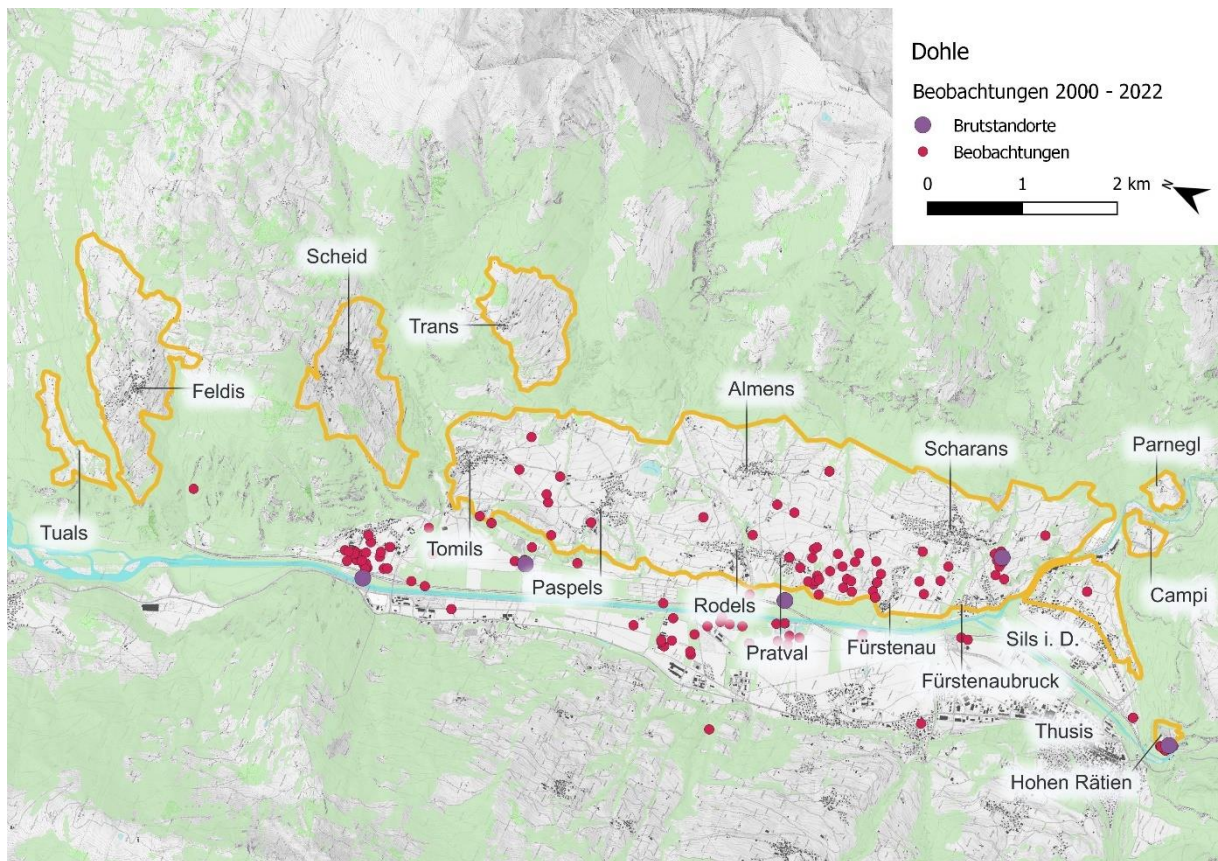 Dohle
Beobachtungen 2000 - 2022
Brutstandorte
Beobachtungen
0 1 2 km
N
Scheid
Trans
Feldis
Almens
Scharans
Parnegl
Tuals
Tomils
Paspels
Rodels
Campi
Pratval
Fürstenau
Sils i. D.
Fürstenaubruck
Thusis
Hohen Rätien